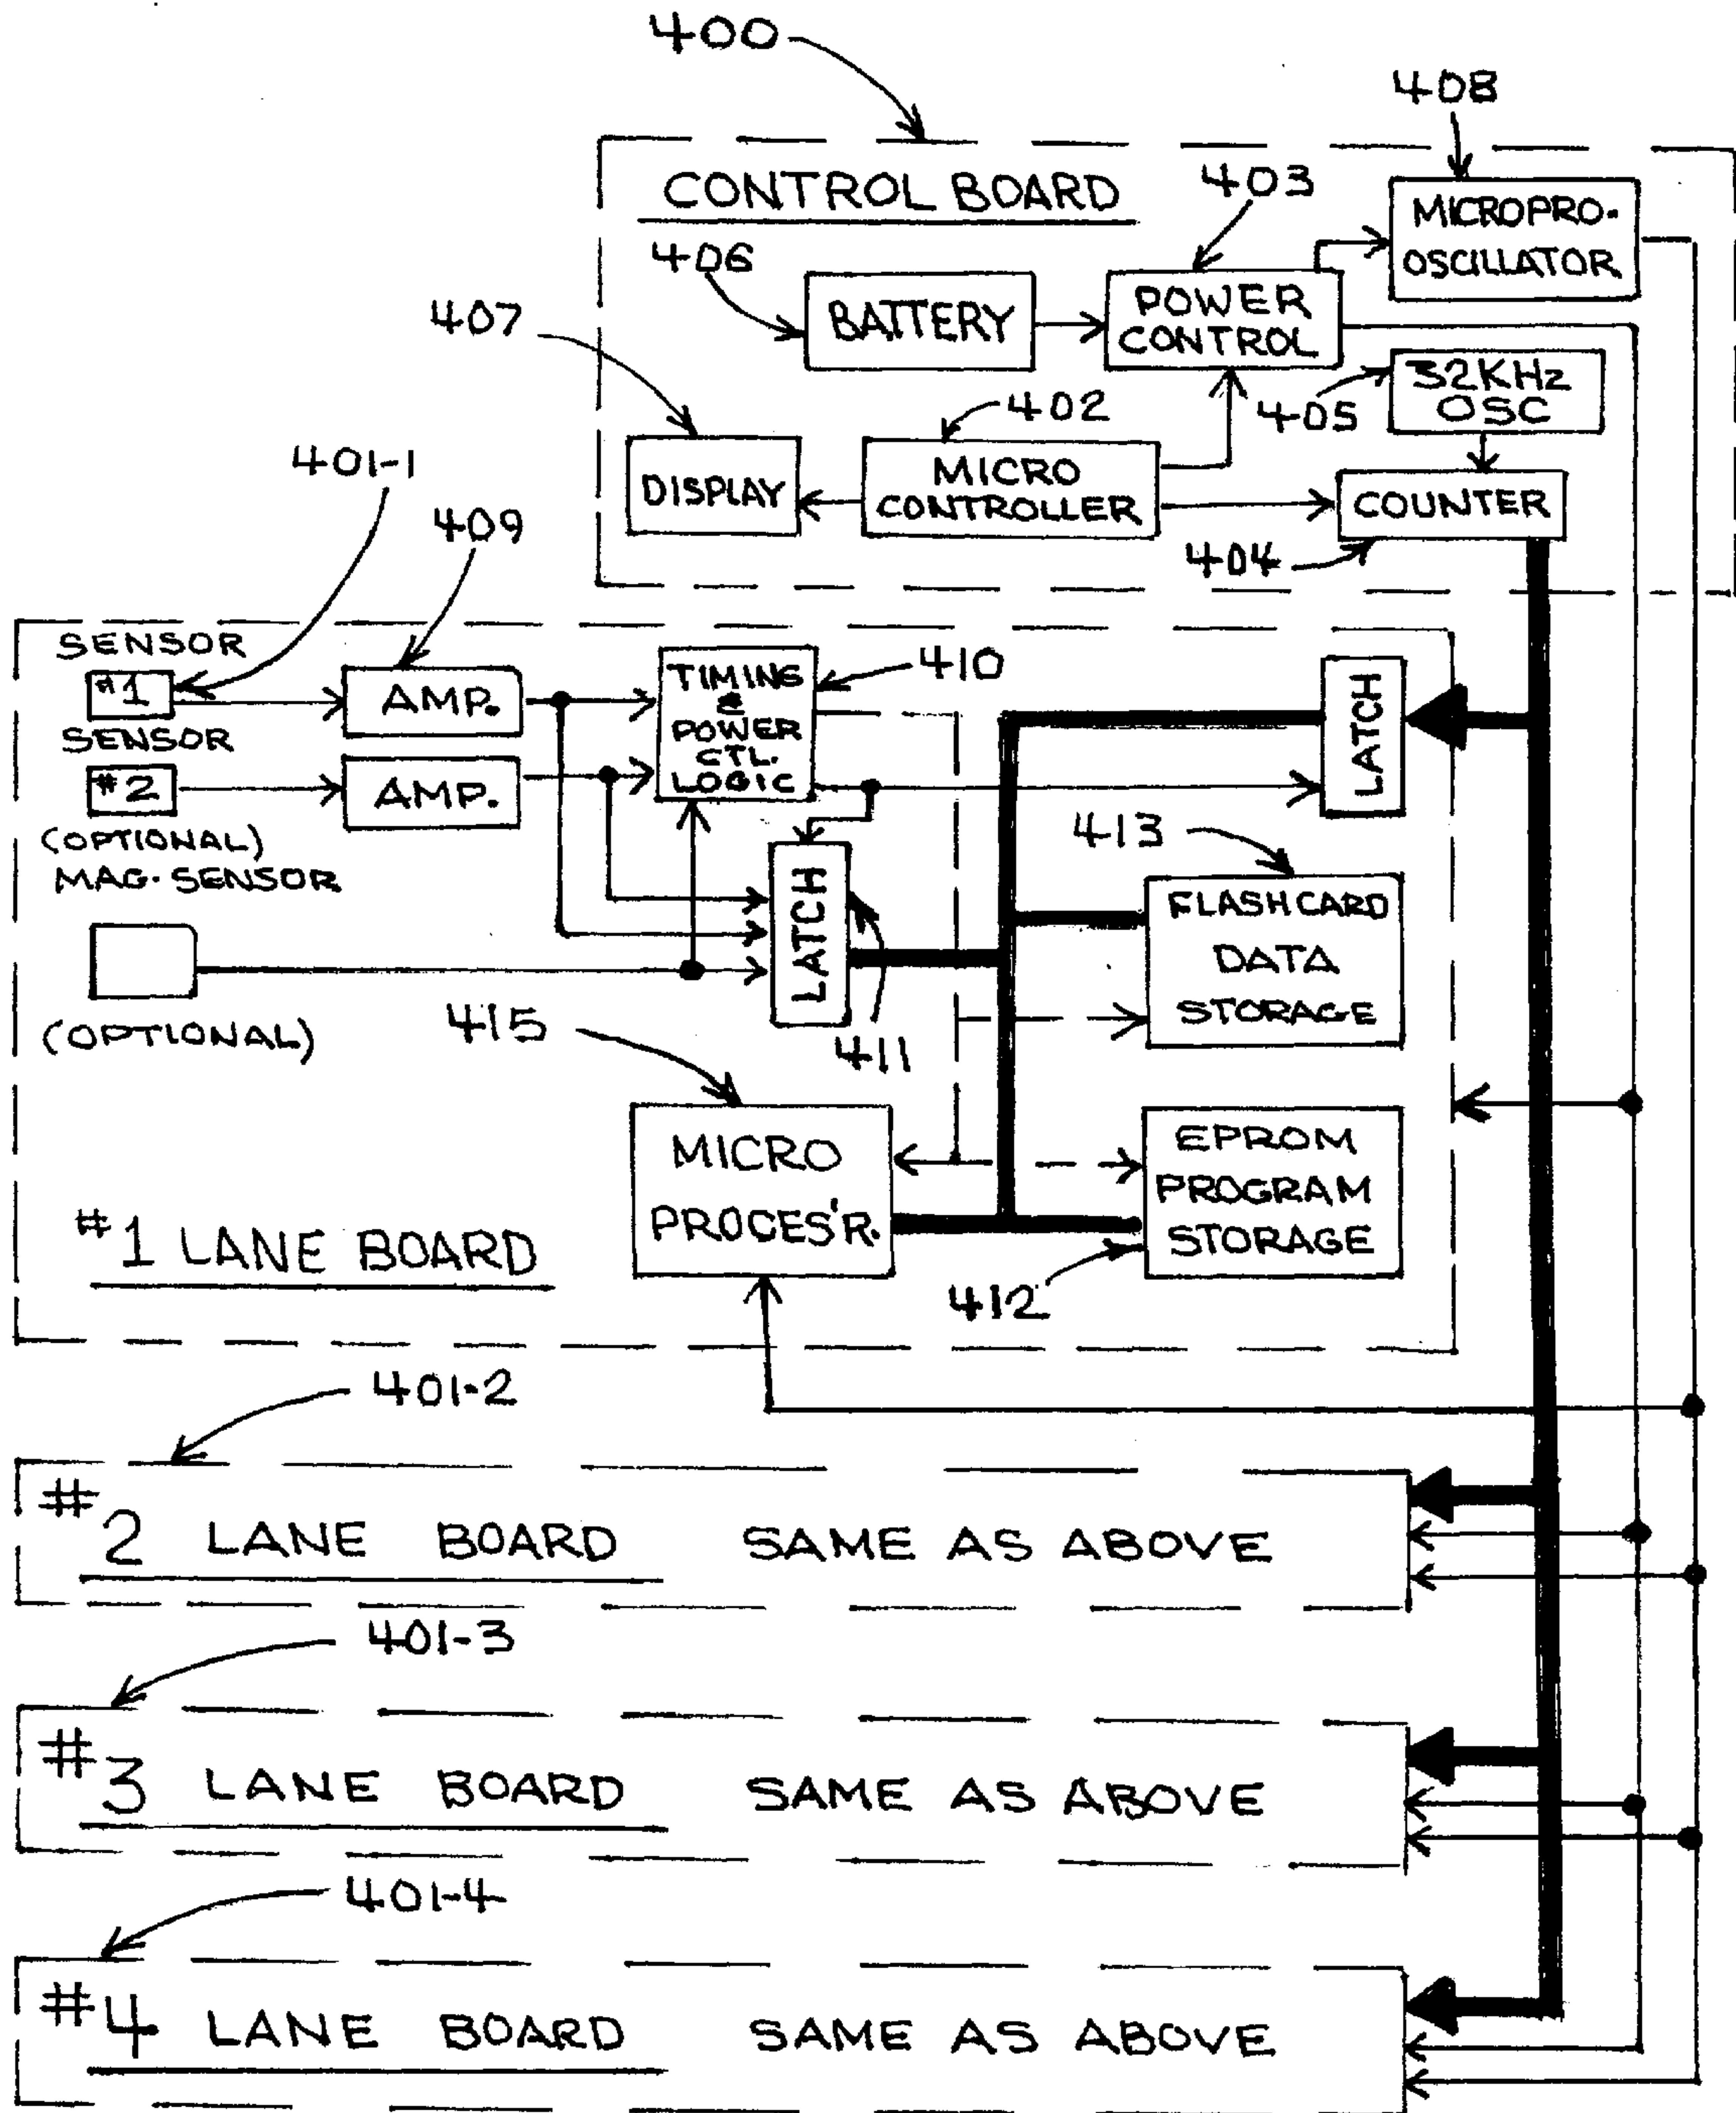 400
408
CONTROL BOARD
403
MICROPRO-
OSCILLATOR
406
BATTERY
POWER
CONTROL
407
32KHz
OSC
405
402
401-1
DISPLAY
MICRO
CONTROLLER
COUNTER
409
404
SENSOR
#1
AMP.
TIMING
&
POWER
CTL.
LOGIC
410
LATCH
SENSOR
#2
AMP.
(OPTIONAL)
MAG. SENSOR
413
LATCH
FLASHCARD
DATA
STORAGE
(OPTIONAL)
415
411
MICRO
PROCES'R.
EPROM
PROGRAM
STORAGE
#1 LANE BOARD
412
401-2
#2 LANE BOARD SAME AS ABOVE
401-3
#3 LANE BOARD SAME AS ABOVE
401-4
#4 LANE BOARD SAME AS ABOVE